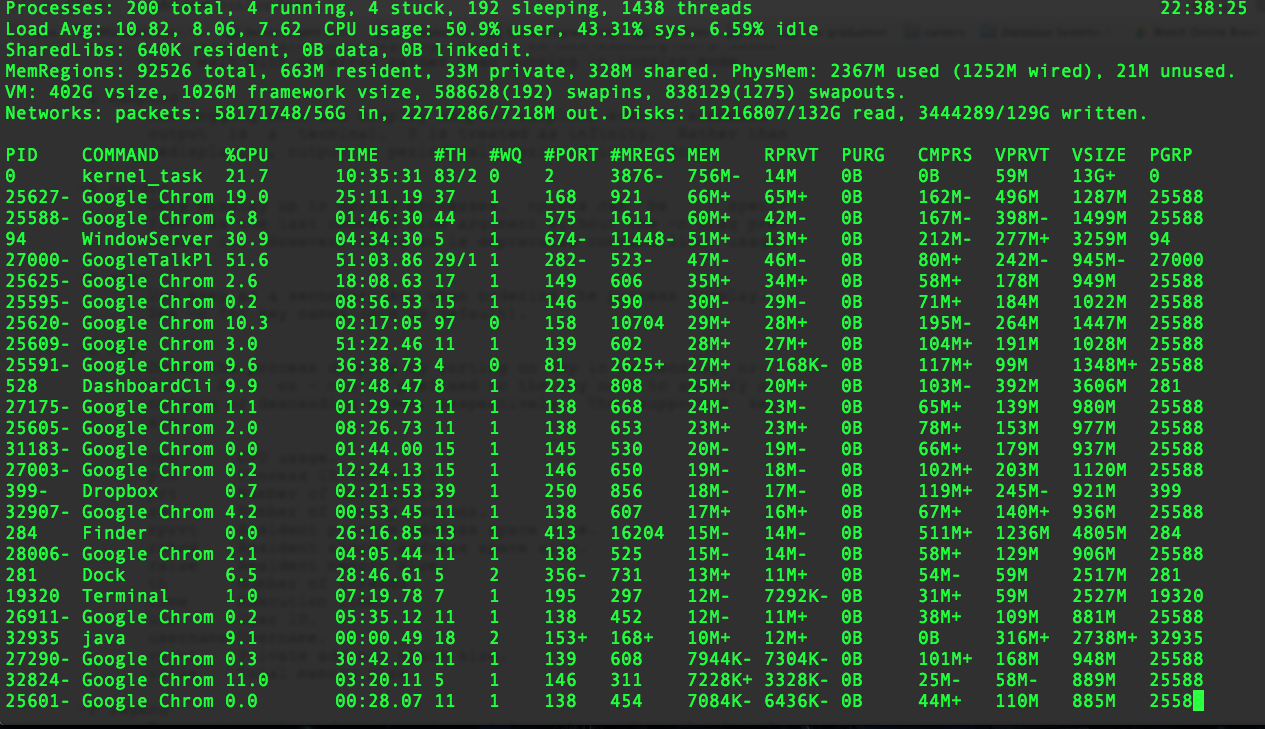 Processes: 200 total, 4 running, 4 stuck, 192 sleeping, 1438 threads 22:38:25
Load Avg: 10.82, 8.06, 7.62 CPU usage: 50.9% user, 43.31% sys, 6.59% idle
SharedLibs: 640K resident, 0B data, 0B linkedit.
MemRegions: 92526 total, 663M resident, 33M private, 328M shared. PhysMem: 2367M used (1252M wired), 21M unused.
VM: 402G vsize, 1026M framework vsize, 588628(192) swapins, 838129(1275) swapouts.
Networks: packets: 58171748/56G in, 22717286/7218M out. Disks: 11216807/132G read, 3444289/129G written.
PID COMMAND %CPU TIME #TH #WQ #PORT #MREGS MEM RPRVT PURG CMPRS VPRVT VSIZE PGRP
0 kernel_task 21.7 10:35:31 83/2 0 2 3876- 756M- 14M 0B 0B 59M 13G+ 0
25627- Google Chrom 19.0 25:11.19 37 1 168 921 66M+ 65M+ 0B 162M- 496M 1287M 25588
25588- Google Chrom 6.8 01:46:30 44 1 575 1611 60M+ 42M- 0B 167M- 398M- 1499M 25588
94 WindowServer 30.9 04:34:30 5 1 674- 11448- 51M+ 13M+ 0B 212M- 277M+ 3259M 94
27000- GoogleTalkPl 51.6 51:03.86 29/1 1 282- 523- 47M- 46M- 0B 80M+ 242M- 945M- 27000
25625- Google Chrom 2.6 18:08.63 17 1 149 606 35M+ 34M+ 0B 58M+ 178M 949M 25588
25595- Google Chrom 0.2 08:56.53 15 1 146 590 30M- 29M- 0B 71M+ 184M 1022M 25588
25620- Google Chrom 10.3 02:17:05 97 0 158 10704 29M+ 28M+ 0B 195M- 264M 1447M 25588
25609- Google Chrom 3.0 51:22.46 11 1 139 602 28M+ 27M+ 0B 104M+ 191M 1028M 25588
25591- Google Chrom 9.6 36:38.73 4 0 81 2625+ 27M+ 7168K- 0B 117M+ 99M 1348M+ 25588
528 DashboardCli 9.9 07:48.47 8 1 223 808 25M+ 20M+ 0B 103M- 392M 3606M 281
27175- Google Chrom 1.1 01:29.73 11 1 138 668 24M- 23M- 0B 65M+ 139M 980M 25588
25605- Google Chrom 2.0 08:26.73 11 1 138 653 23M+ 23M+ 0B 78M+ 153M 977M 25588
31183- Google Chrom 0.0 01:44.00 15 1 145 530 20M- 19M- 0B 66M+ 179M 937M 25588
27003- Google Chrom 0.2 12:24.13 15 1 146 650 19M- 18M- 0B 102M+ 203M 1120M 25588
399- Dropbox 0.7 02:21:53 39 1 250 856 18M- 17M- 0B 119M+ 245M- 921M 399
32907- Google Chrom 4.2 00:53.45 11 1 138 607 17M+ 16M+ 0B 67M+ 140M+ 936M 25588
284 Finder 0.0 26:16.85 13 1 413 16204 15M- 14M- 0B 511M+ 1236M 4805M 284
28006- Google Chrom 2.1 04:05.44 11 1 138 525 15M- 14M- 0B 58M+ 129M 906M 25588
281 Dock 6.5 28:46.61 5 2 356- 731 13M+ 11M+ 0B 54M- 59M 2517M 281
19320 Terminal 1.0 07:19.78 7 1 195 297 12M- 7292K- 0B 31M+ 59M 2527M 19320
26911- Google Chrom 0.2 05:35.12 11 1 138 452 12M- 11M+ 0B 38M+ 109M 881M 25588
32935 java 9.1 00:00.49 18 2 153+ 168+ 10M+ 12M+ 0B 0B 316M+ 2738M+ 32935
27290- Google Chrom 0.3 30:42.20 11 1 139 608 7944K- 7304K- 0B 101M+ 168M 948M 25588
32824- Google Chrom 11.0 03:20.11 5 1 146 311 7228K+ 3328K- 0B 25M- 58M- 889M 25588
25601- Google Chrom 0.0 00:28.07 11 1 138 454 7084K- 6436K- 0B 44M+ 110M 885M 2558